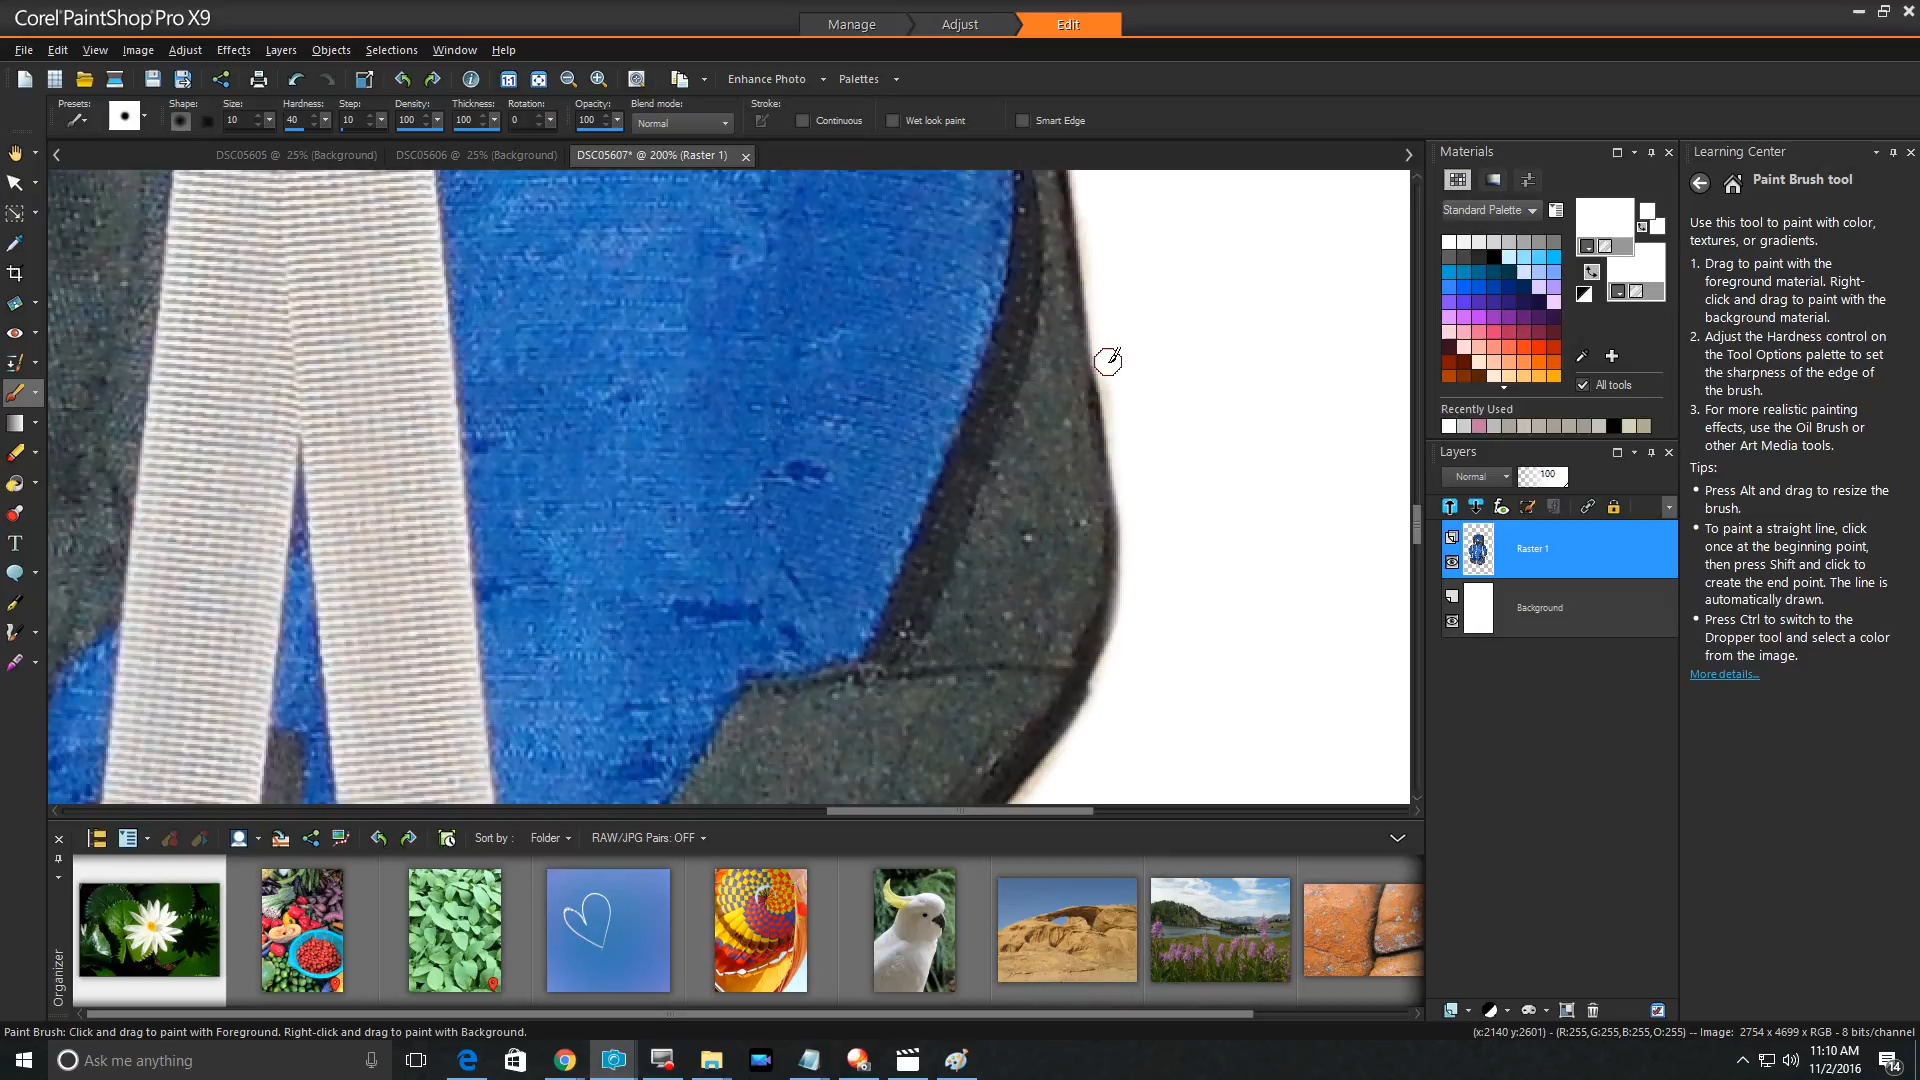 Corel PaintShop Pro X9
Manage
Adjust
Edit
File Edit View Image Adjust Effects Layers Objects Selections Window Help
Enhance Photo
Palettes
Presets:
Shape:
Size:
Hardness:
Step:
Density:
Thickness:
Rotation:
Opacity:
Blend mode:
Stroke:
10
40
10
100
100
0
100
Normal
Continuous
Wet look paint
Smart Edge
DSC05605 @ 25% (Background)
DSC05606 @ 25% (Background)
DSC05607* @ 200% (Raster 1)
Materials
Standard Palette
All tools
Recently Used
Layers
Normal
100
Raster 1
Background
Learning Center
Paint Brush tool
Use this tool to paint with color,
textures, or gradients.
1. Drag to paint with the
foreground material. Right-
click and drag to paint with the
background material.
2. Adjust the Hardness control on
the Tool Options palette to set
the sharpness of the edge of
the brush.
3. For more realistic painting
effects, use the Oil Brush or
other Art Media tools.
Tips:
• Press Alt and drag to resize the
brush.
• To paint a straight line, click
once at the beginning point,
then press Shift and click to
create the end point. The line is
automatically drawn.
• Press Ctrl to switch to the
Dropper tool and select a color
from the image.
More details...
Sort by :
Folder
RAW/JPG Pairs: OFF
Organizer
Paint Brush: Click and drag to paint with Foreground. Right-click and drag to paint with Background.
(x:2140 y:2601) - (R:255,G:255,B:255,O:255) -- Image: 2754 x 4699 x RGB - 8 bits/channel
Ask me anything
11:10 AM
11/2/2016
14